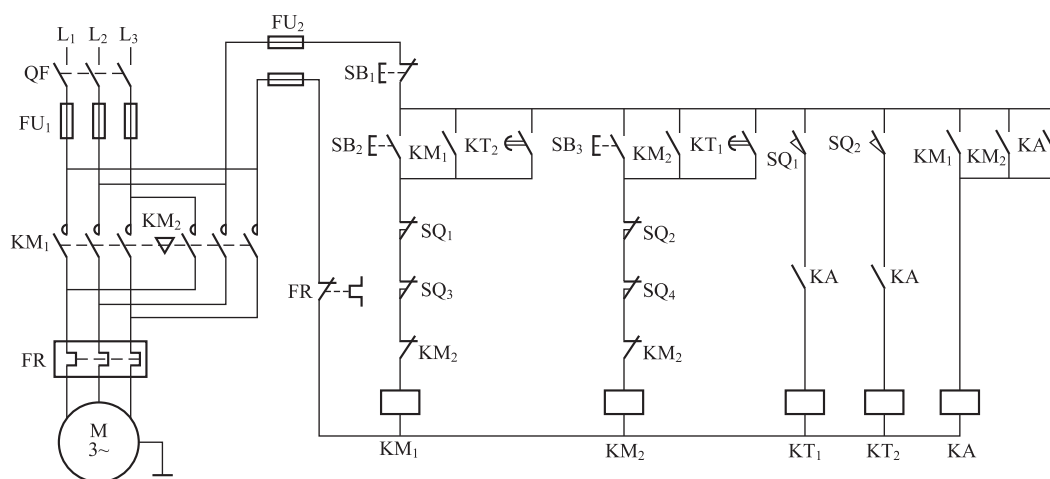 FU₂
L₁ L₂ L₃
QF
SB₁
FU₁
SB₂ KM₁ KT₂ SB₃ KM₂ KT₁ SQ₁ SQ₂ KM₁ KM₂ KA
KM₁ KM₂
SQ₁ SQ₂
FR SQ₃ SQ₄ KA KA
FR KM₂ KM₂
M
3~
KM₁ KM₂ KT₁ KT₂ KA